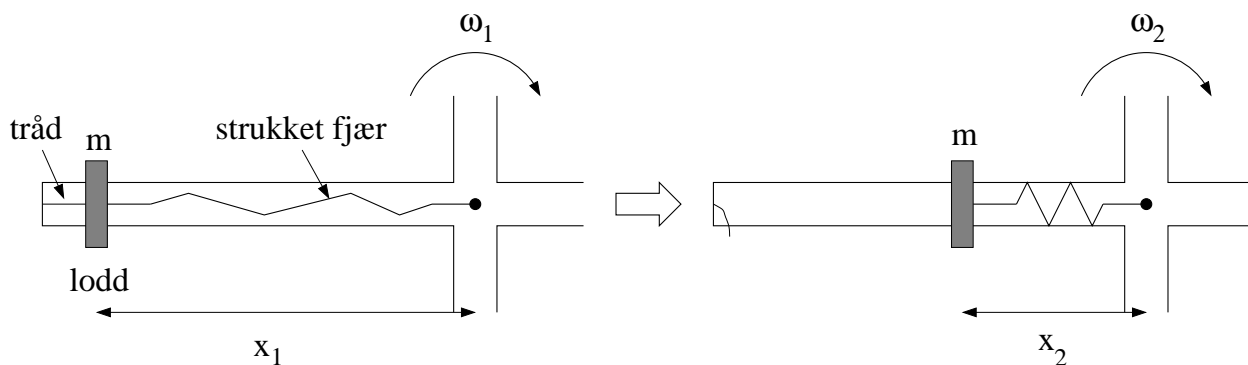 ω₁
ω₂
tråd
m
strukket fjær
m
lodd
x₁
x₂